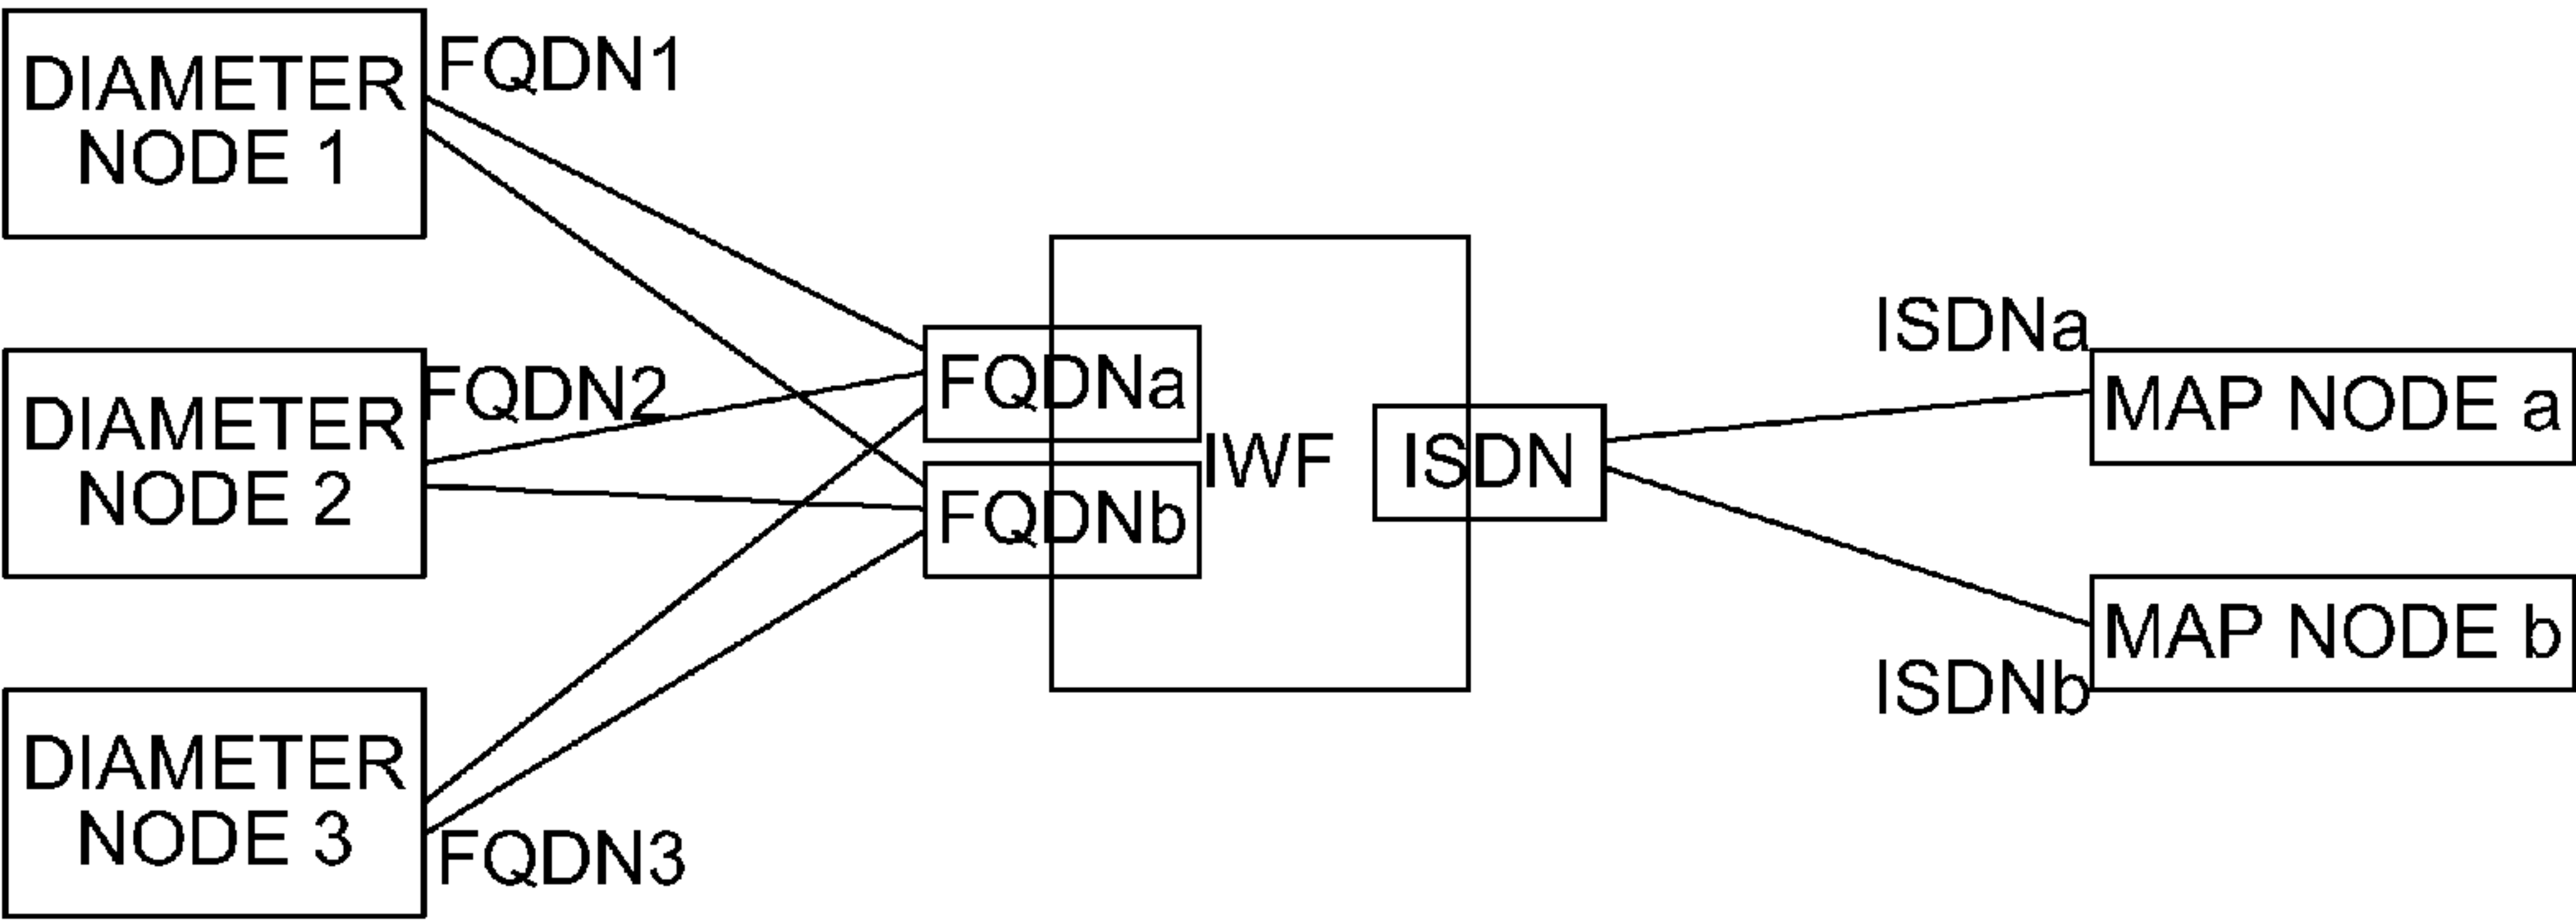 DIAMETER
NODE 1
FQDN1
DIAMETER
NODE 2
FQDN2
DIAMETER
NODE 3
FQDN3
FQDNa
FQDNb
IWF
ISDN
ISDNa
MAP NODE a
MAP NODE b
ISDNb